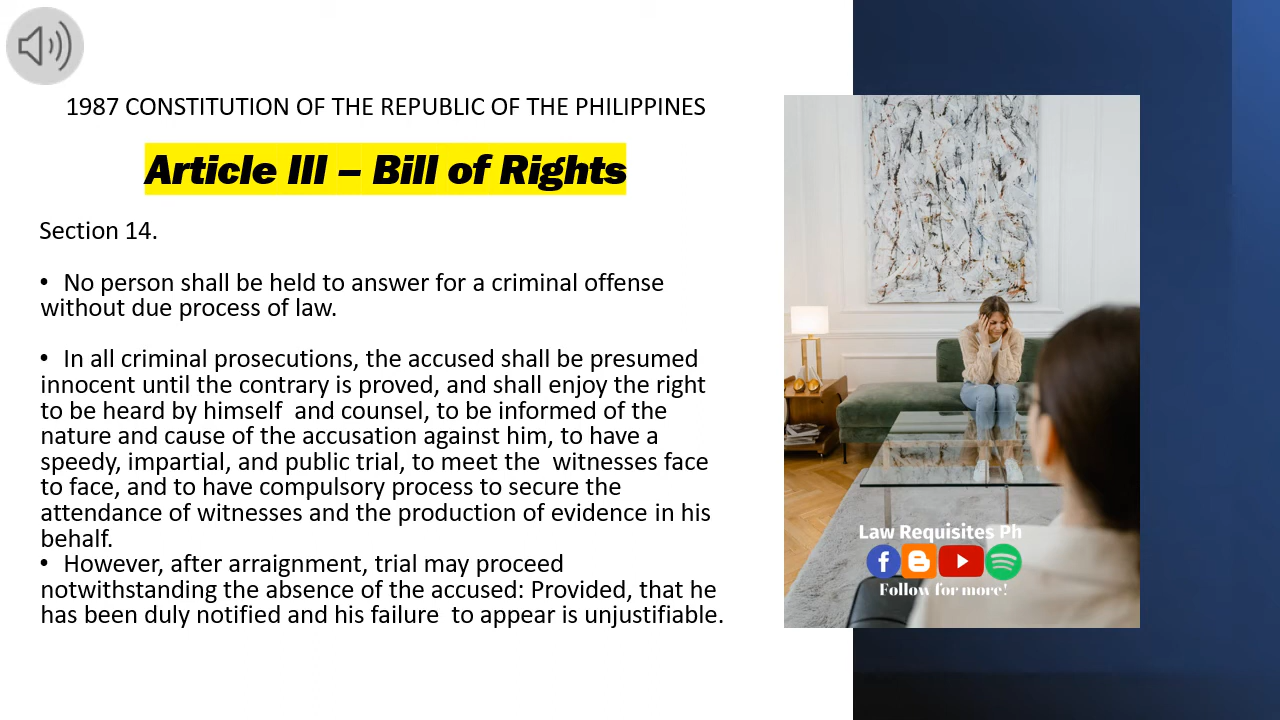 1987 CONSTITUTION OF THE REPUBLIC OF THE PHILIPPINES
Article III – Bill of Rights
Section 14.
• No person shall be held to answer for a criminal offense
without due process of law.
• In all criminal prosecutions, the accused shall be presumed
innocent until the contrary is proved, and shall enjoy the right
to be heard by himself  and counsel, to be informed of the
nature and cause of the accusation against him, to have a
speedy, impartial, and public trial, to meet the  witnesses face
to face, and to have compulsory process to secure the
attendance of witnesses and the production of evidence in his
behalf.
• However, after arraignment, trial may proceed
notwithstanding the absence of the accused: Provided, that he
has been duly notified and his failure  to appear is unjustifiable.
Law Requisites Ph
Follow for more!